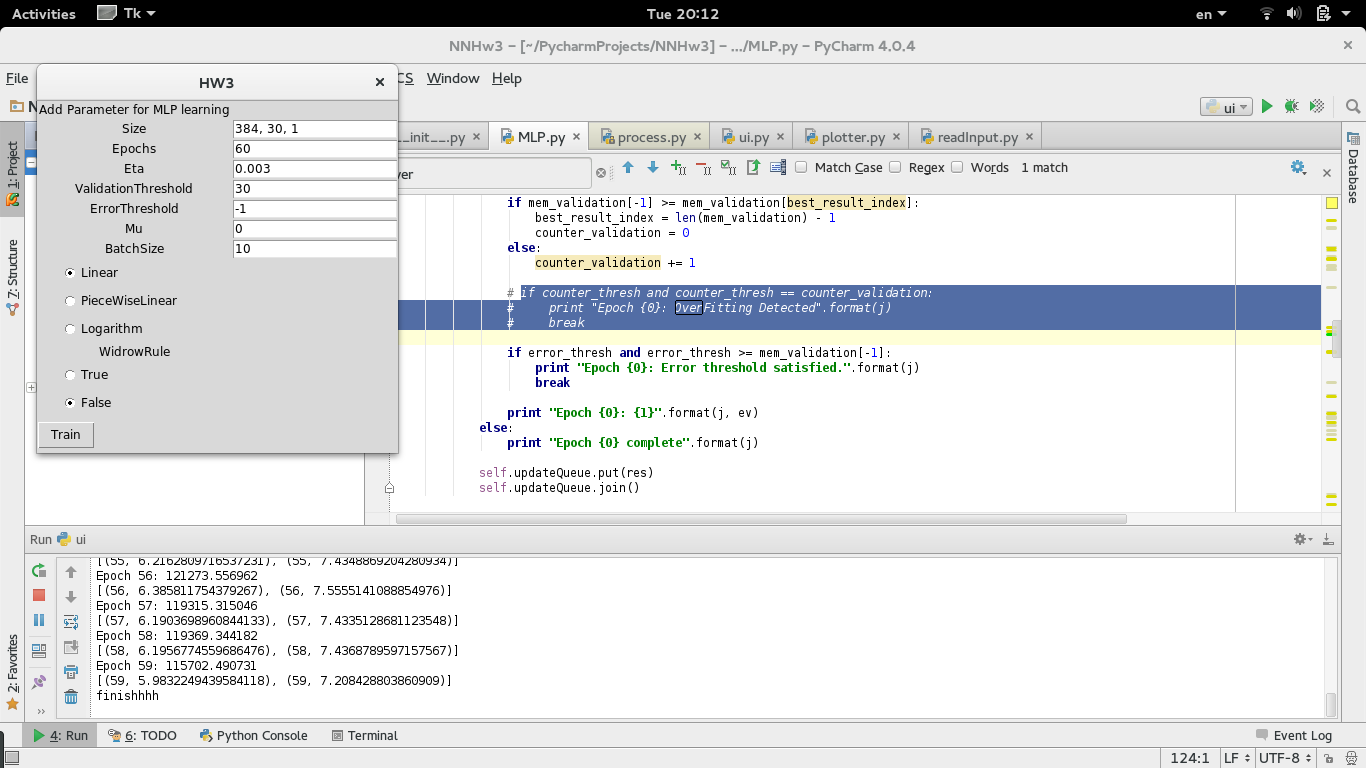 Activities Tk Tue 20:12 en
NNHw3 – [~/PycharmProjects/NNHw3] – .../MLP.py – PyCharm 4.0.4
File CS Window Help
HW3
Add Parameter for MLP learning
Size 384, 30, 1
Epochs 60
Eta 0.003
ValidationThreshold 30
ErrorThreshold -1
Mu 0
BatchSize 10
Linear
PieceWiseLinear
Logarithm
WidrowRule
True
False
Train
N ui
__init__.py MLP.py process.py ui.py plotter.py readInput.py
ver Match Case Regex Words 1 match
1: Project
7: Structure
2: Favorites
Database
if mem_validation[-1] >= mem_validation[best_result_index]:
best_result_index = len(mem_validation) - 1
counter_validation = 0
else:
counter_validation += 1
# if counter_thresh and counter_thresh == counter_validation:
#     print "Epoch {0}: OverFitting Detected".format(j)
#     break
if error_thresh and error_thresh >= mem_validation[-1]:
print "Epoch {0}: Error threshold satisfied.".format(j)
break
print "Epoch {0}: {1}".format(j, ev)
else:
print "Epoch {0} complete".format(j)
self.updateQueue.put(res)
self.updateQueue.join()
Run ui
[(55, 6.2162809716537231), (55, 7.4348869204280934)]
Epoch 56: 121273.556962
[(56, 6.385811754379267), (56, 7.5555141088854976)]
Epoch 57: 119315.315046
[(57, 6.1903698960844133), (57, 7.4335128681123548)]
Epoch 58: 119369.344182
[(58, 6.1956774559686476), (58, 7.4368789597157567)]
Epoch 59: 115702.490731
[(59, 5.9832249439584118), (59, 7.208428803860909)]
finishhhh
4: Run 6: TODO Python Console Terminal Event Log
124:1 LF UTF-8